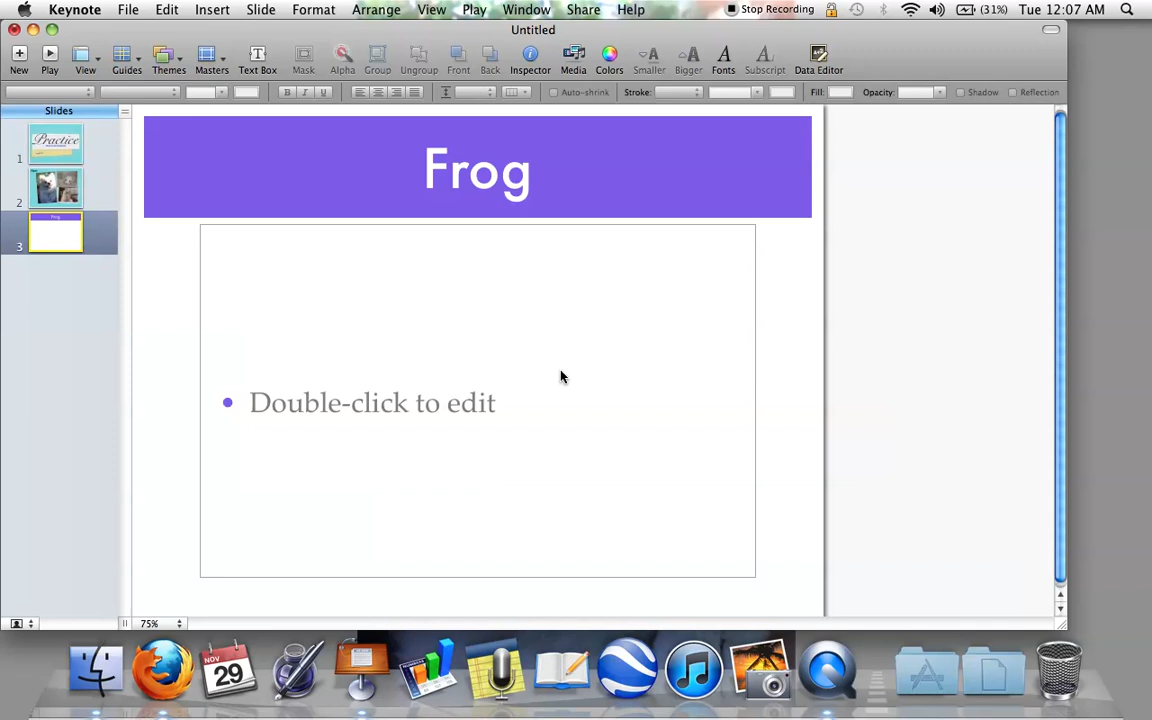 Keynote File Edit Insert Slide Format Arrange View Play Window Share Help Stop Recording (31%) Tue 12:07 AM
Untitled
New Play View Guides Themes Masters Text Box Mask Alpha Group Ungroup Front Back Inspector Media Colors Smaller Bigger Fonts Subscript Data Editor
B I U Auto-shrink Stroke: Fill: Opacity: Shadow Reflection
Slides
1
Practice
2
3
Frog
Frog
• Double-click to edit
75%
NOV
29